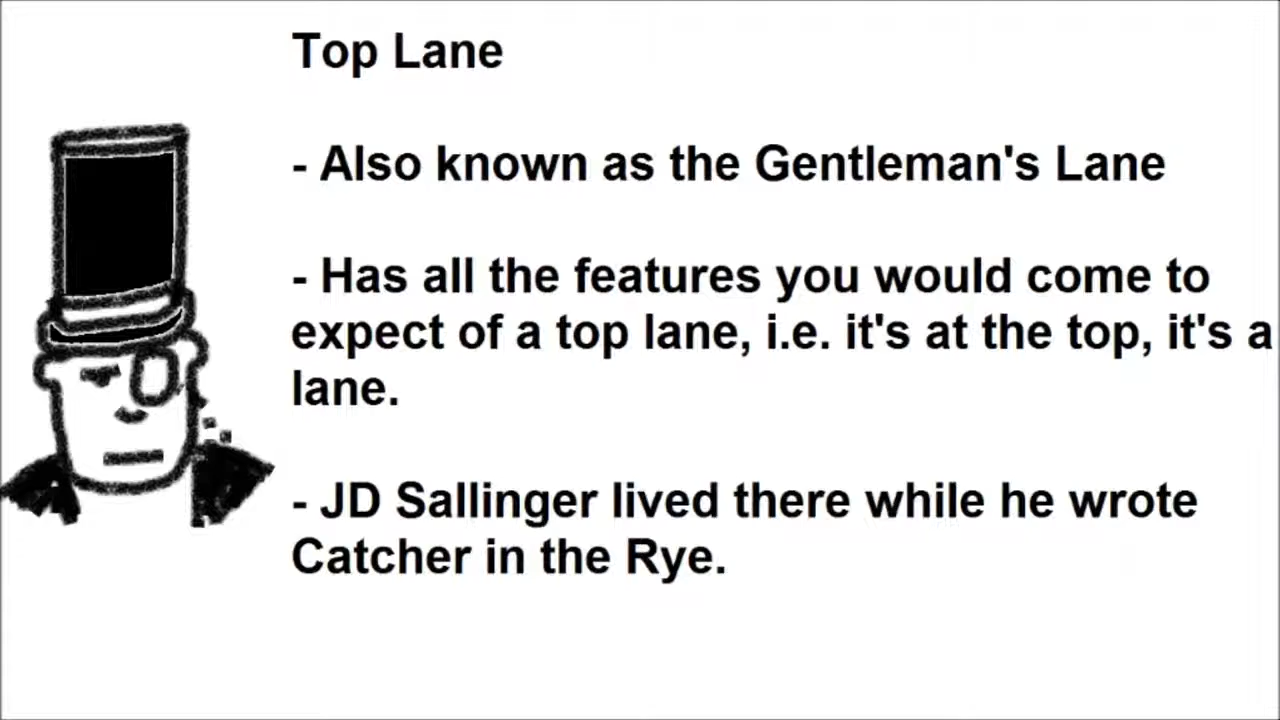 Top Lane
- Also known as the Gentleman's Lane
- Has all the features you would come to
expect of a top lane, i.e. it's at the top, it's a
lane.
- JD Sallinger lived there while he wrote
Catcher in the Rye.